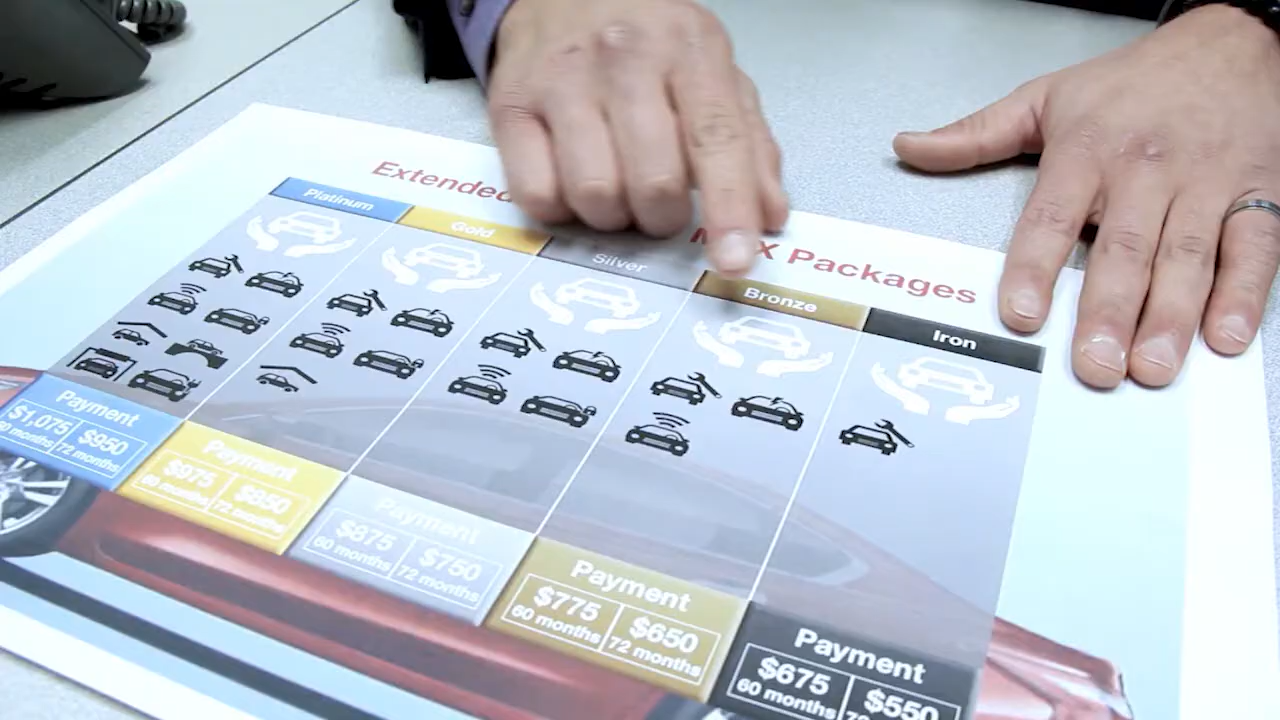 Extended
X Packages
Platinum
Gold
Silver
Bronze
Iron
Payment
$1,075 $950
60 months 72 months
Payment
$975 $850
60 months 72 months
Payment
$875 $750
60 months 72 months
Payment
$775 $650
60 months 72 months
Payment
$675 $550
60 months 72 months